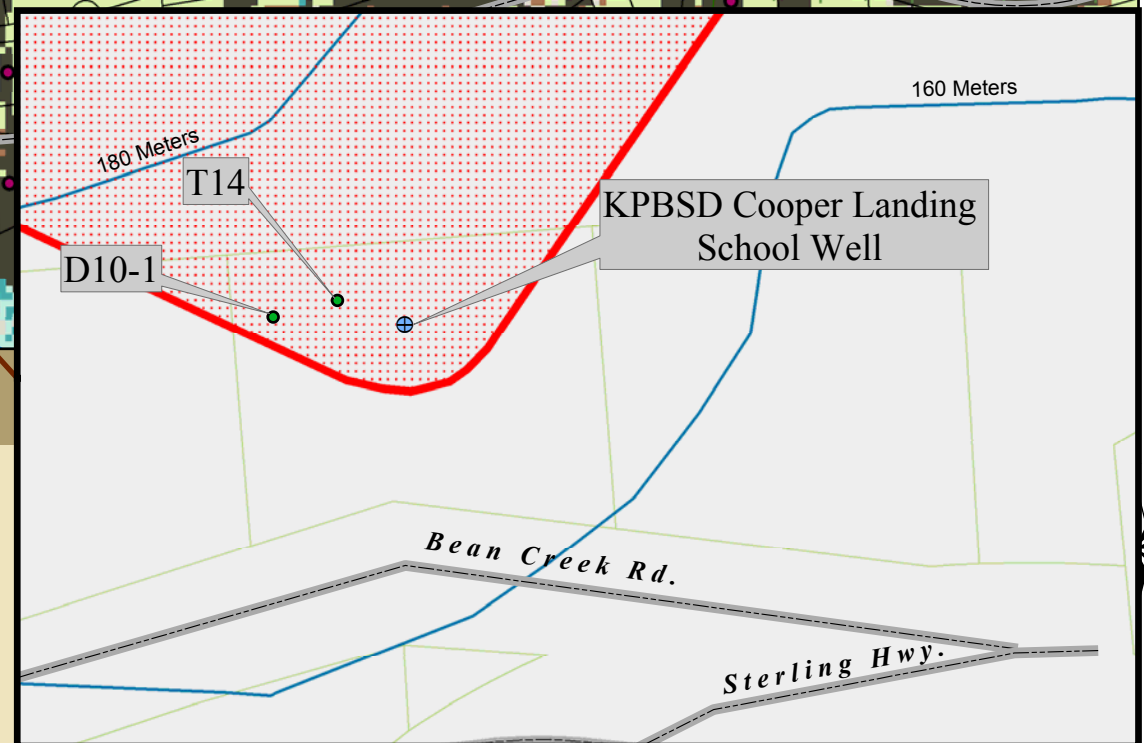 160 Meters
180 Meters
T14
KPBSD Cooper Landing
School Well
D10-1
Bean Creek Rd.
Sterling Hwy.